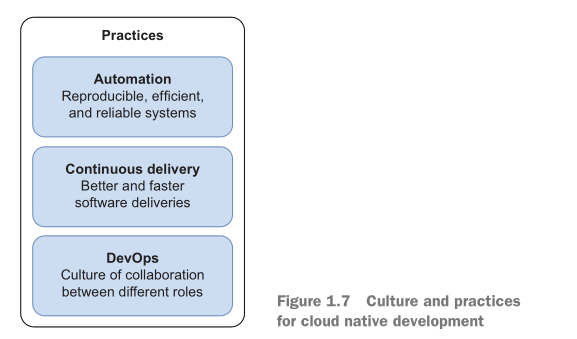 Practices
Automation
Reproducible, efficient,
and reliable systems
Continuous delivery
Better and faster
software deliveries
DevOps
Culture of collaboration
between different roles
Figure 1.7 Culture and practices
for cloud native development